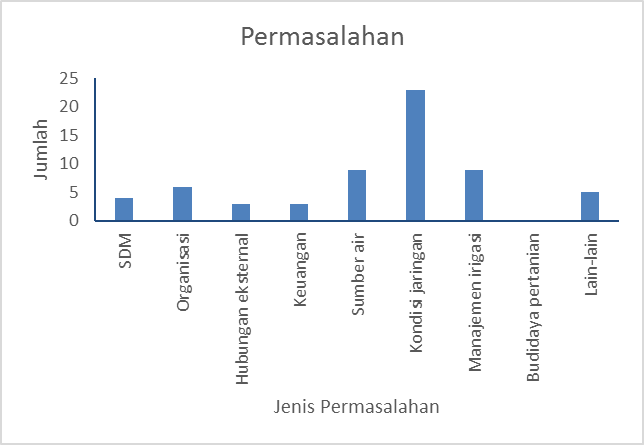 Permasalahan
Jumlah
25
20
15
10
5
0
SDM
Organisasi
Hubungan eksternal
Keuangan
Sumber air
Kondisi jaringan
Manajemen irigasi
Budidaya pertanian
Lain-lain
Jenis Permasalahan